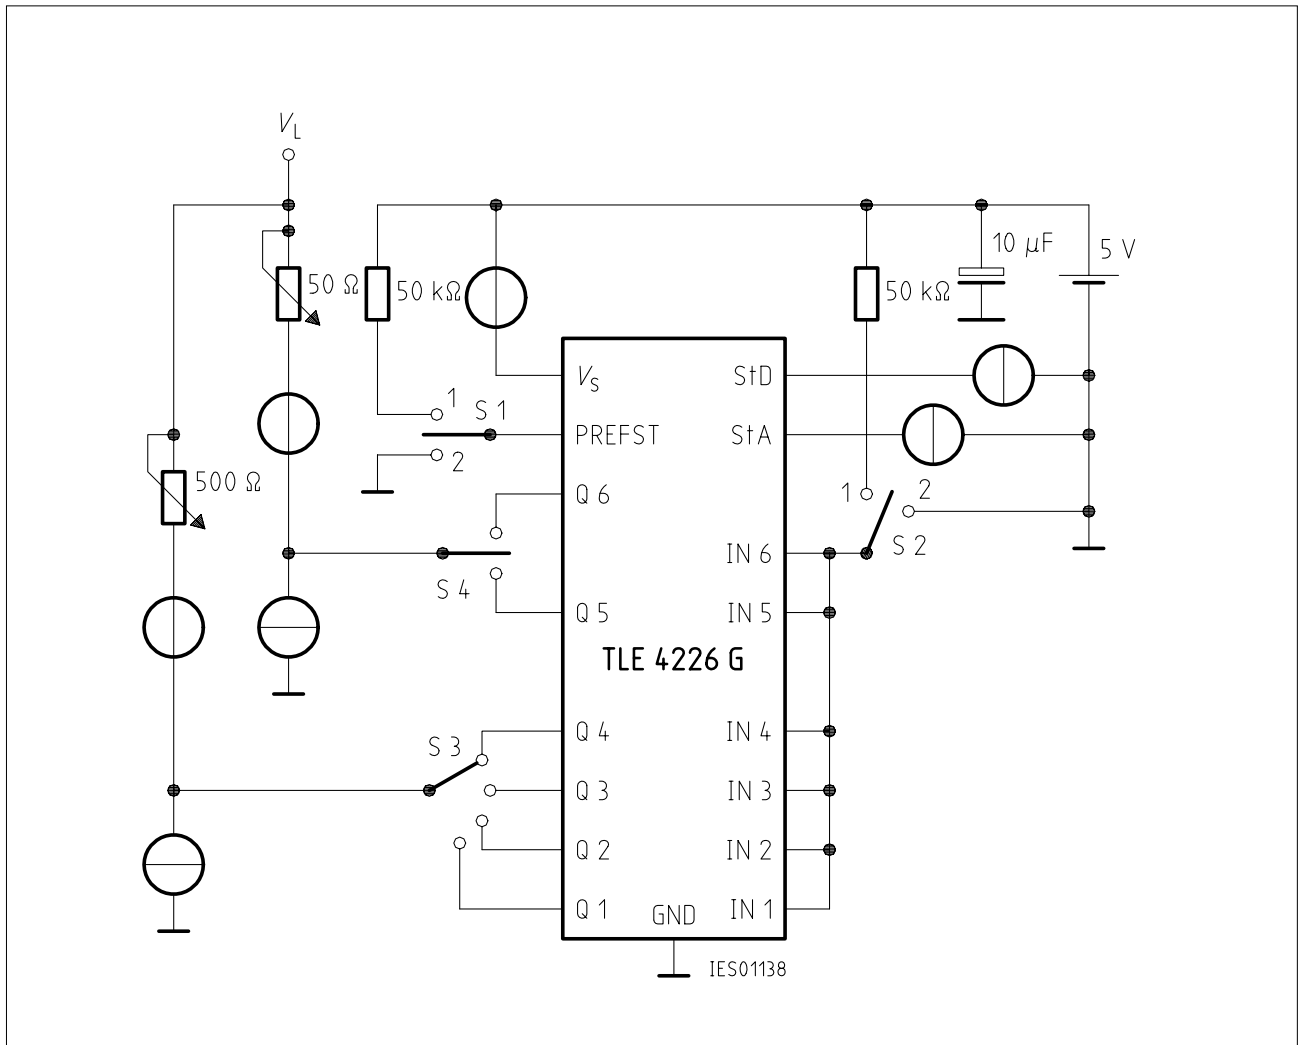 VL
10 µF
5 V
50 Ω
50 kΩ
50 kΩ
VS
StD
1
S 1
PREFST
StA
2
500 Ω
Q 6
1
2
IN 6
S 2
S 4
Q 5
IN 5
TLE 4226 G
S 3
Q 4
IN 4
Q 3
IN 3
Q 2
IN 2
Q 1
GND
IN 1
IES01138